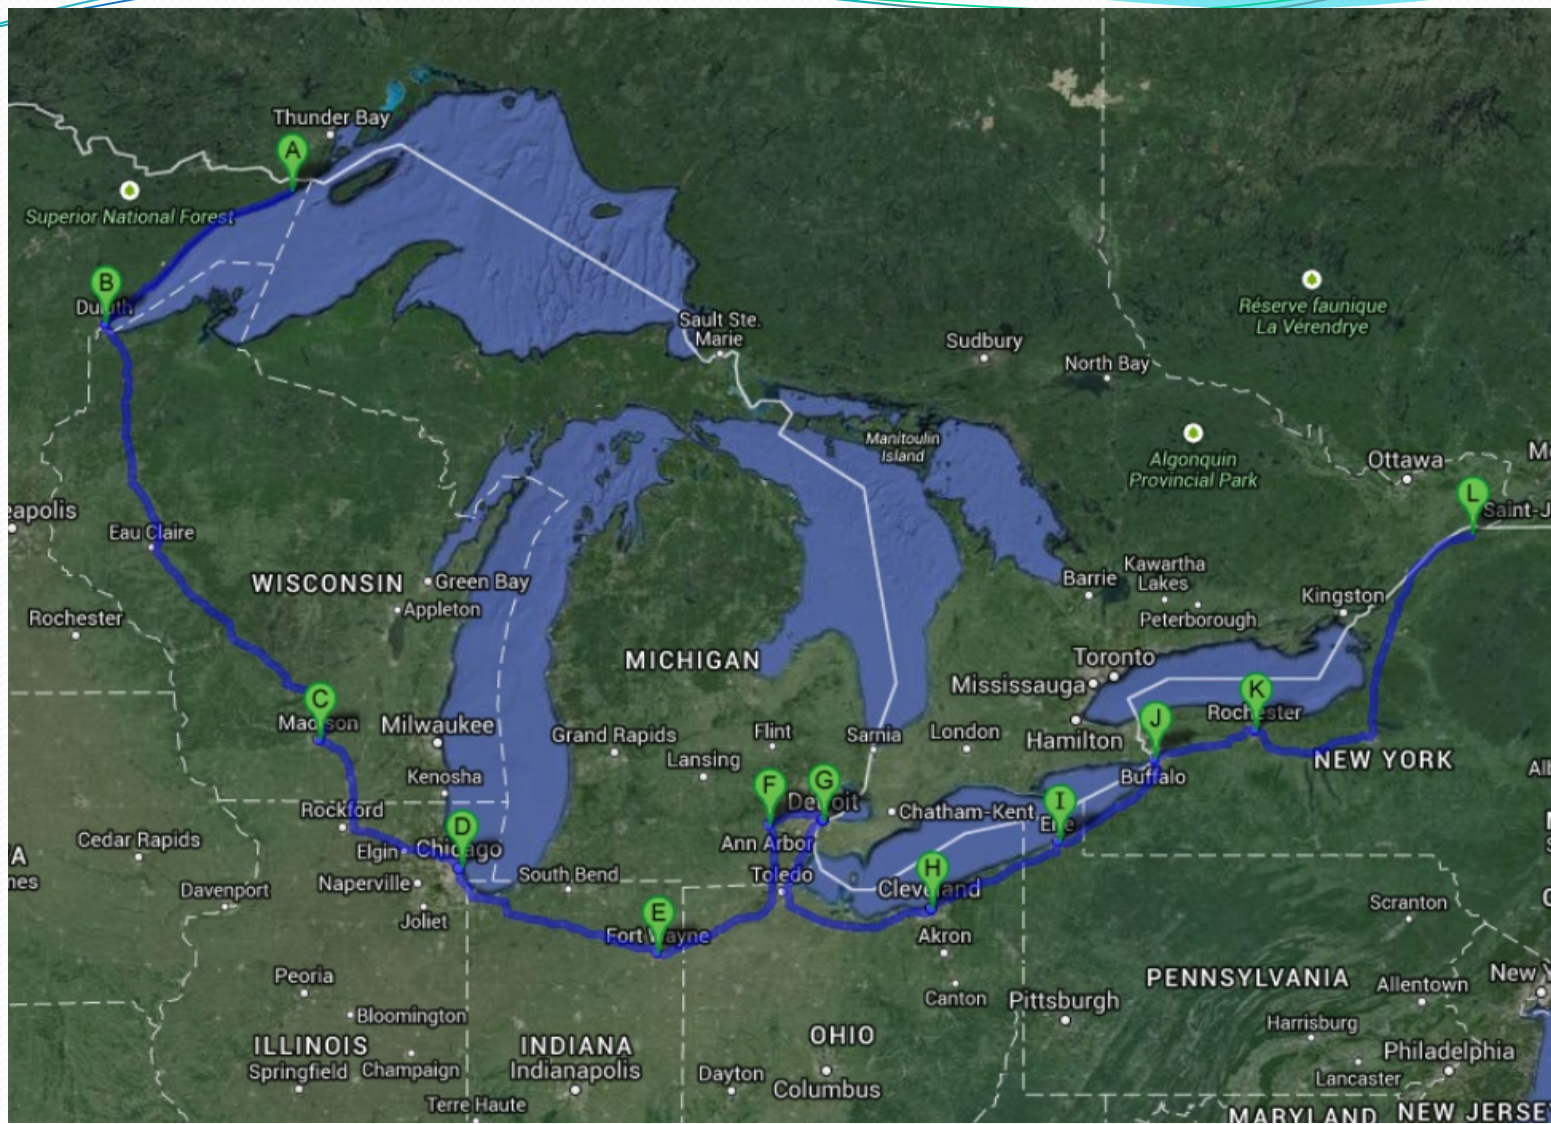 Thunder Bay
A
Superior National Forest
B
Duluth
Sault Ste.
Marie
Sudbury
North Bay
Réserve faunique
La Vérendrye
Manitoulin
Island
Algonquin
Provincial Park
Ottawa
L
Saint-J
eapolis
Eau Claire
WISCONSIN
Green Bay
Appleton
Rochester
Barrie
Kawartha
Lakes
Peterborough
Kingston
MICHIGAN
Toronto
Mississauga
Hamilton
K
Rochester
J
Buffalo
NEW YORK
C
Madison
Milwaukee
Kenosha
Grand Rapids
Flint
Lansing
Sarnia
London
F
G
Detroit
Ann Arbor
Chatham-Kent
I
Erie
Rockford
D
Chicago
Elgin
Naperville
Joliet
Cedar Rapids
Davenport
South Bend
Toledo
H
Cleveland
Akron
Canton
E
Fort Wayne
Peoria
Bloomington
ILLINOIS
Springfield
Champaign
INDIANA
Indianapolis
Terre Haute
OHIO
Dayton
Columbus
Pittsburgh
PENNSYLVANIA
Scranton
Allentown
New Y
Harrisburg
Philadelphia
Lancaster
MARYLAND
NEW JERSE